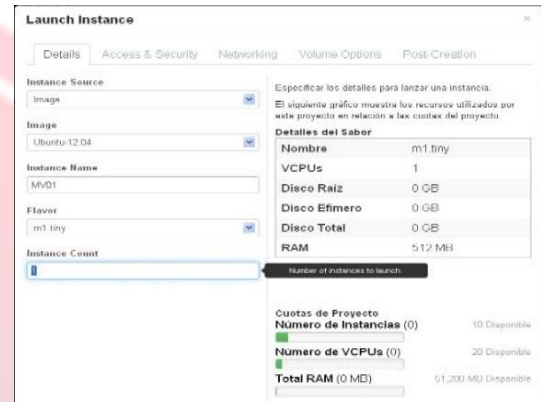 Launch Instance
×
Details Access & Security Networking Volume Options Post-Creation
Instance Source
Image
Image
Ubuntu-12.04
Instance Name
MV01
Flavor
m1.tiny
Instance Count
1
Especificar los detalles para lanzar una instancia.
El siguiente gráfico muestra los recursos utilizados por
este proyecto en relación a las cuotas del proyecto.
Detalles del Sabor
Nombre m1.tiny
VCPUs 1
Disco Raíz 0 GB
Disco Efímero 0 GB
Disco Total 0 GB
RAM 512 MB
Number of instances to launch.
Cuotas de Proyecto
Número de Instancias (0) 10 Disponible
Número de VCPUs (0) 20 Disponible
Total RAM (0 MB) 51,200 MB Disponible